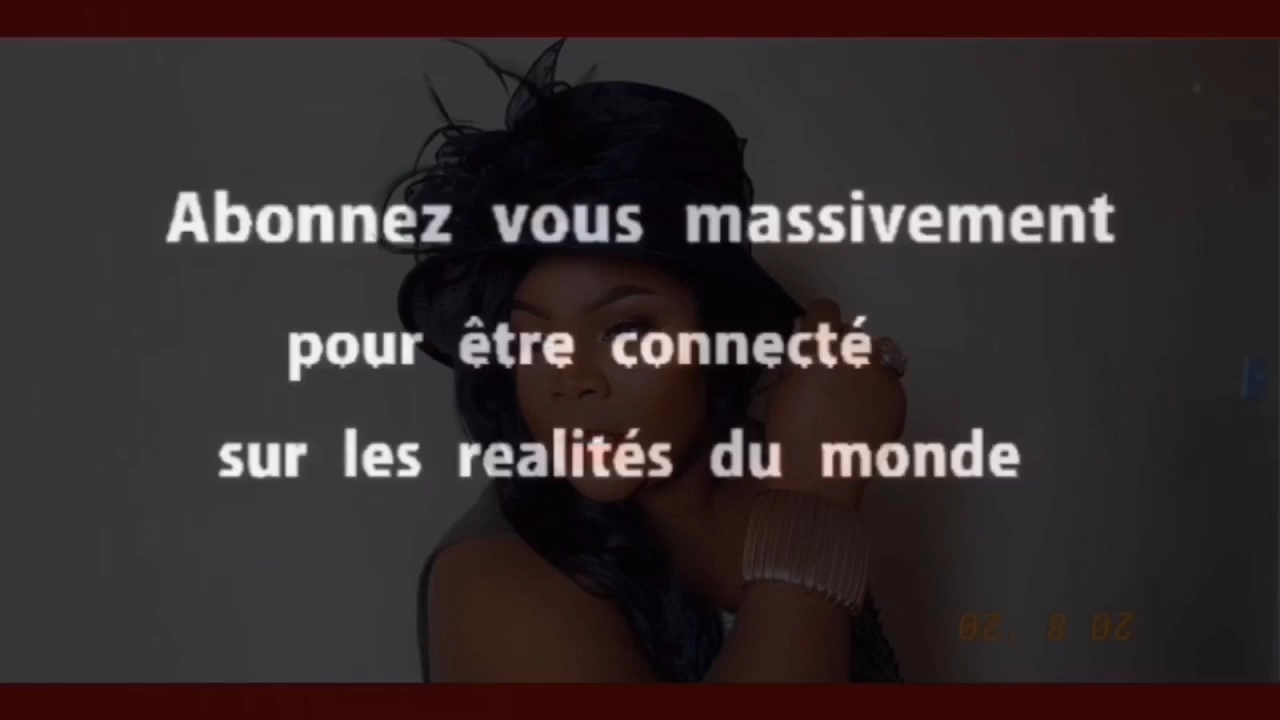 Abonnez vous massivement
pour être connecté
sur les realités du monde